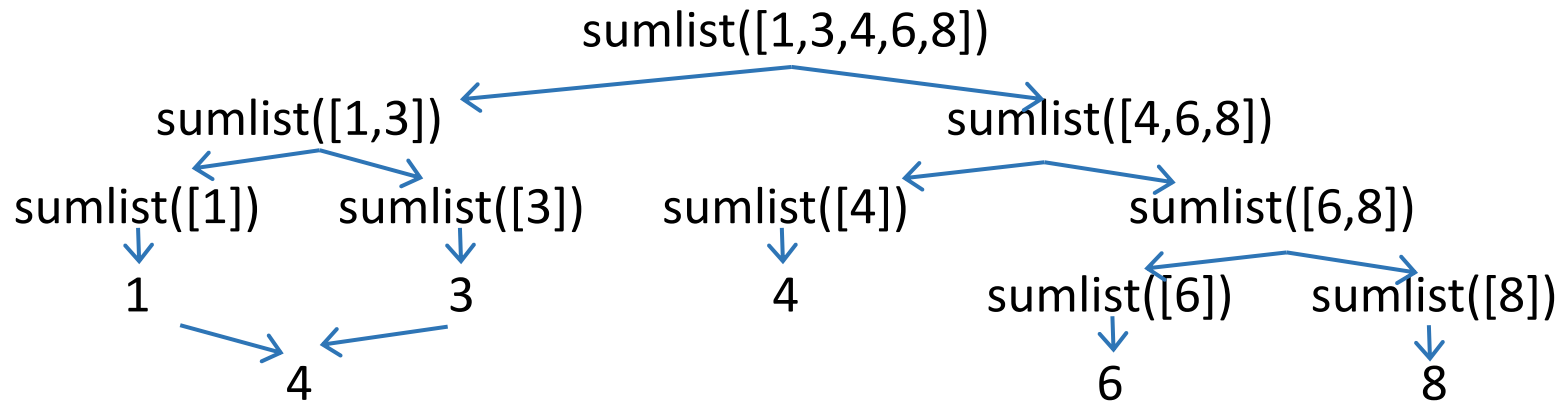 sumlist([1,3,4,6,8])
sumlist([1,3]) sumlist([4,6,8])
sumlist([1]) sumlist([3]) sumlist([4]) sumlist([6,8])
1 3 4 sumlist([6]) sumlist([8])
4 6 8